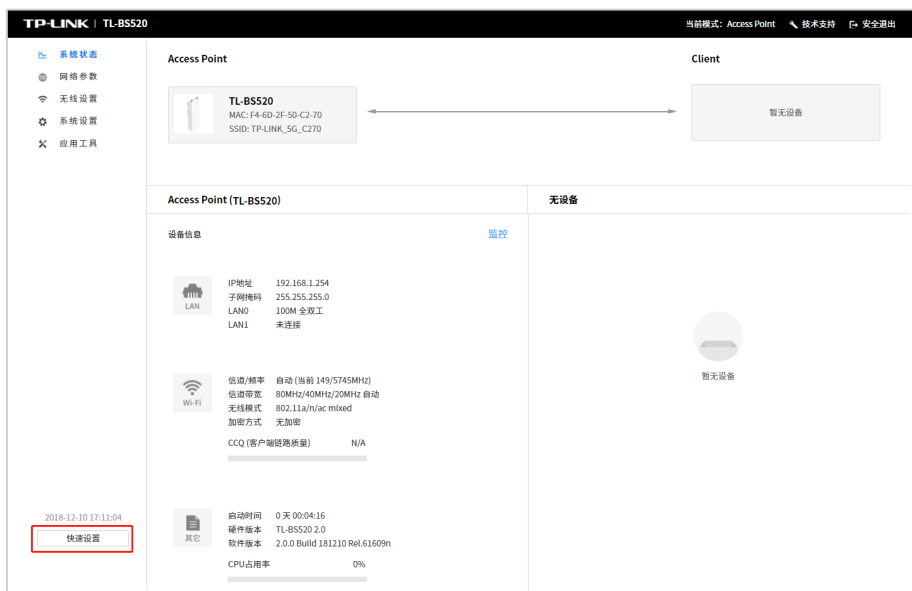 TP-LINK | TL-BS520
当前模式: Access Point 技术支持 安全退出
系统状态
网络参数
无线设置
系统设置
应用工具
2018-12-10 17:11:04
快速设置
Access Point
Client
TL-BS520
MAC: F4-6D-2F-50-C2-70
SSID: TP-LINK_5G_C270
暂无设备
Access Point (TL-BS520)
无设备
设备信息 监控
LAN
IP地址 192.168.1.254
子网掩码 255.255.255.0
LAN0 100M 全双工
LAN1 未连接
Wi-Fi
信道/频率 自动 (当前 149/5745MHz)
信道带宽 80MHz/40MHz/20MHz 自动
无线模式 802.11a/n/ac mixed
加密方式 无加密
CCQ (客户端链路质量) N/A
其它
启动时间 0 天 00:04:16
硬件版本 TL-BS520 2.0
软件版本 2.0.0 Build 181210 Rel.61609n
CPU占用率 0%
暂无设备